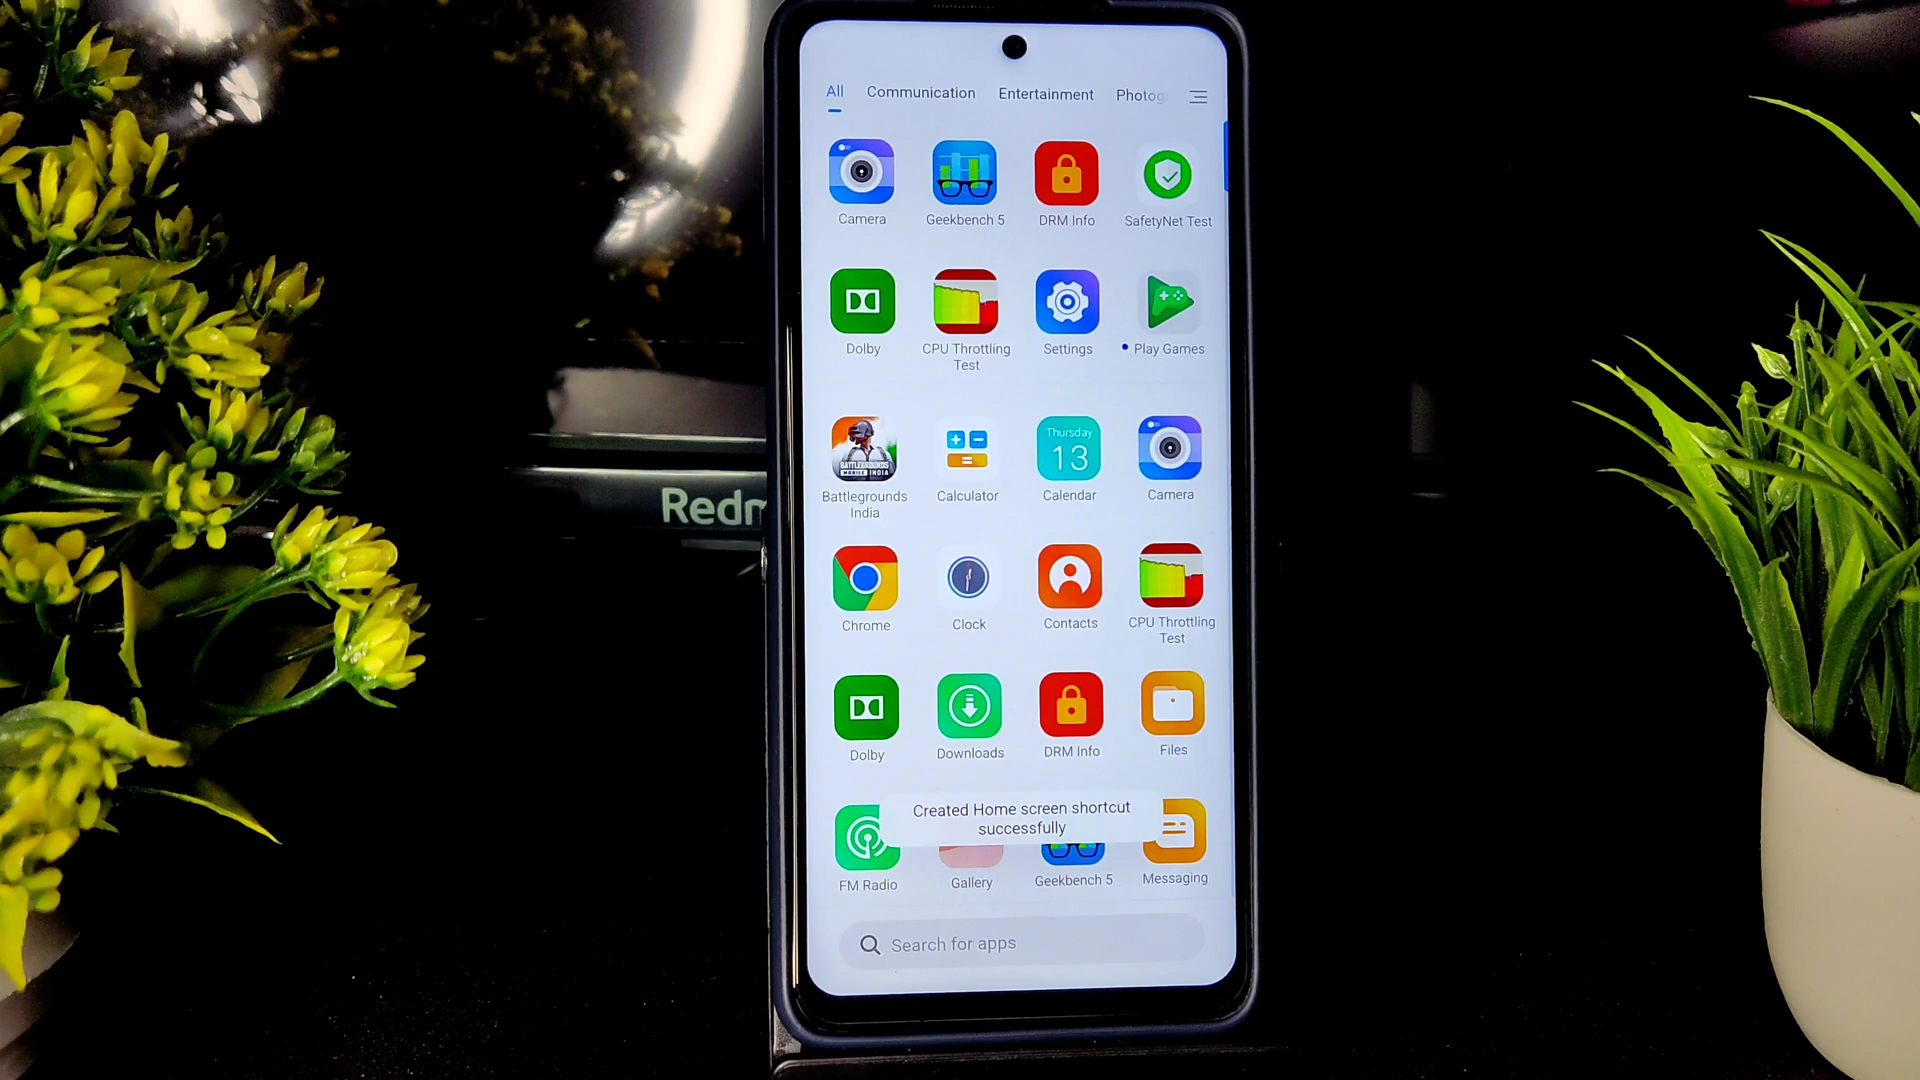 All Communication Entertainment Photog
Camera Geekbench 5 DRM Info SafetyNet Test
Dolby CPU Throttling Test Settings Play Games
Battlegrounds India Calculator Calendar Camera
Thursday
13
BATTLEGROUNDS
MOBILE INDIA
Redm
Chrome Clock Contacts CPU Throttling Test
Dolby Downloads DRM Info Files
Created Home screen shortcut
successfully
FM Radio Gallery Geekbench 5 Messaging
Search for apps